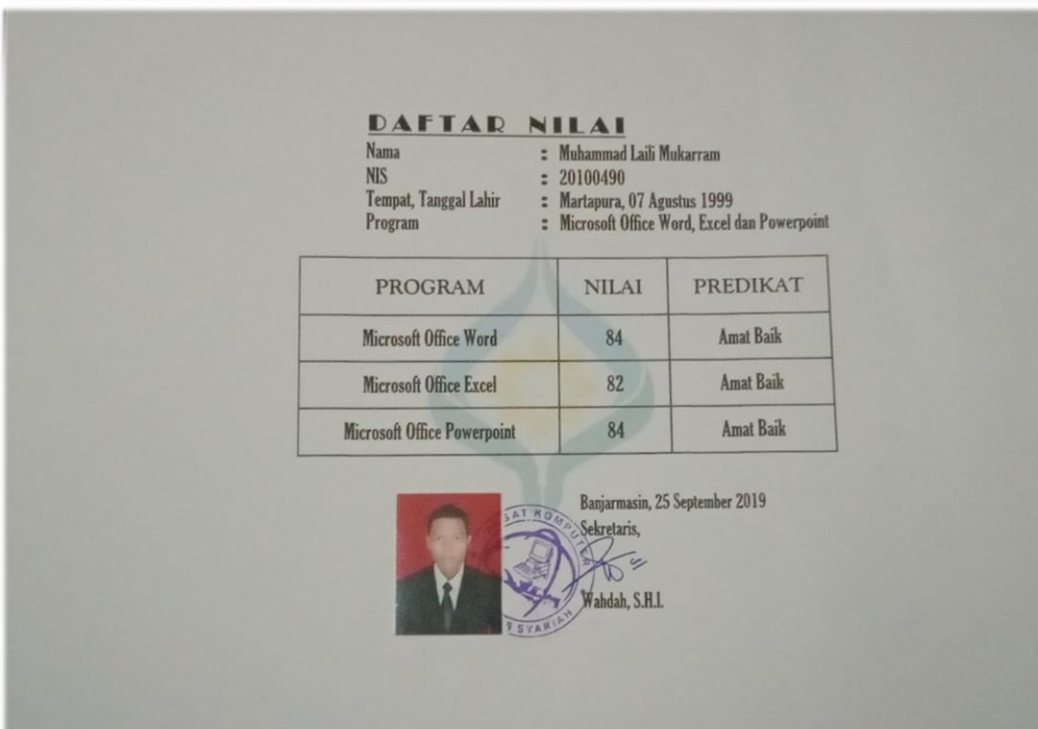 DAFTAR NILAI
Nama : Muhammad Laili Mukarram
NIS : 20100490
Tempat, Tanggal Lahir : Martapura, 07 Agustus 1999
Program : Microsoft Office Word, Excel dan Powerpoint
PROGRAM NILAI PREDIKAT
Microsoft Office Word 84 Amat Baik
Microsoft Office Excel 82 Amat Baik
Microsoft Office Powerpoint 84 Amat Baik
Banjarmasin, 25 September 2019
Sekretaris,
KOMPUTER
SYARIAH
Wahdah, S.H.I.